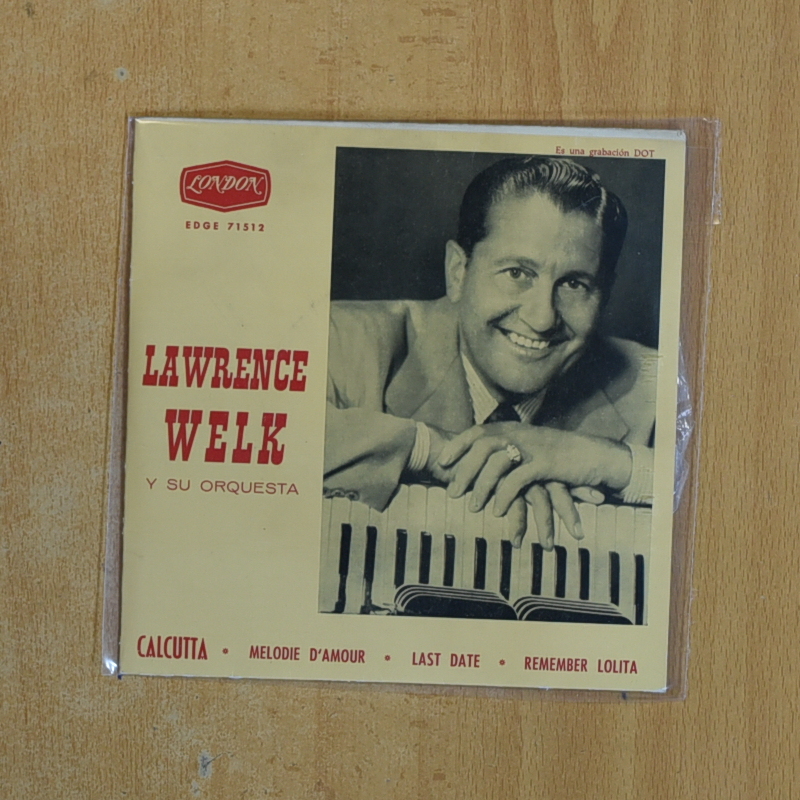 Es una grabación DOT
LONDON
EDGE 71512
LAWRENCE
WELK
Y SU ORQUESTA
CALCUTTA • MELODIE D'AMOUR • LAST DATE • REMEMBER LOLITA